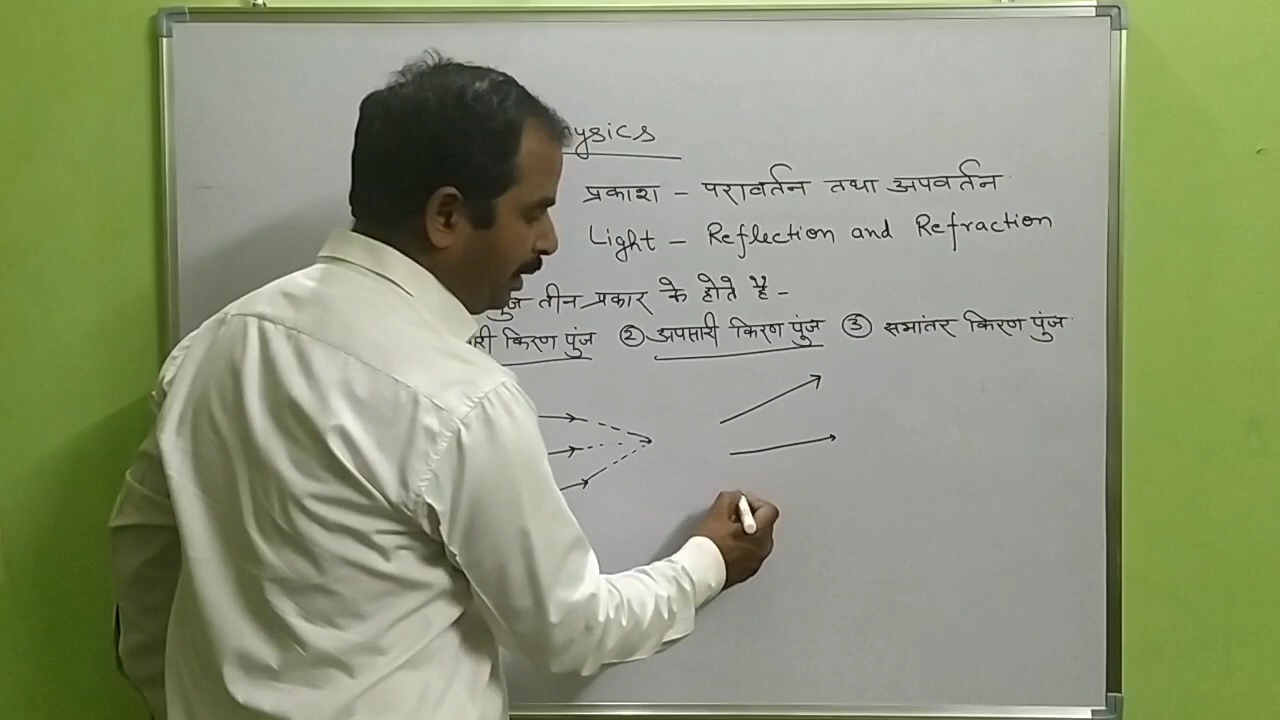 physics
प्रकाश - परावर्तन तथा अपवर्तन
Light - Reflection and Refraction
पुंज तीन प्रकार के होते है -
किरण पुंज ② अपसारी किरण पुंज ③ समांतर किरण पुंज